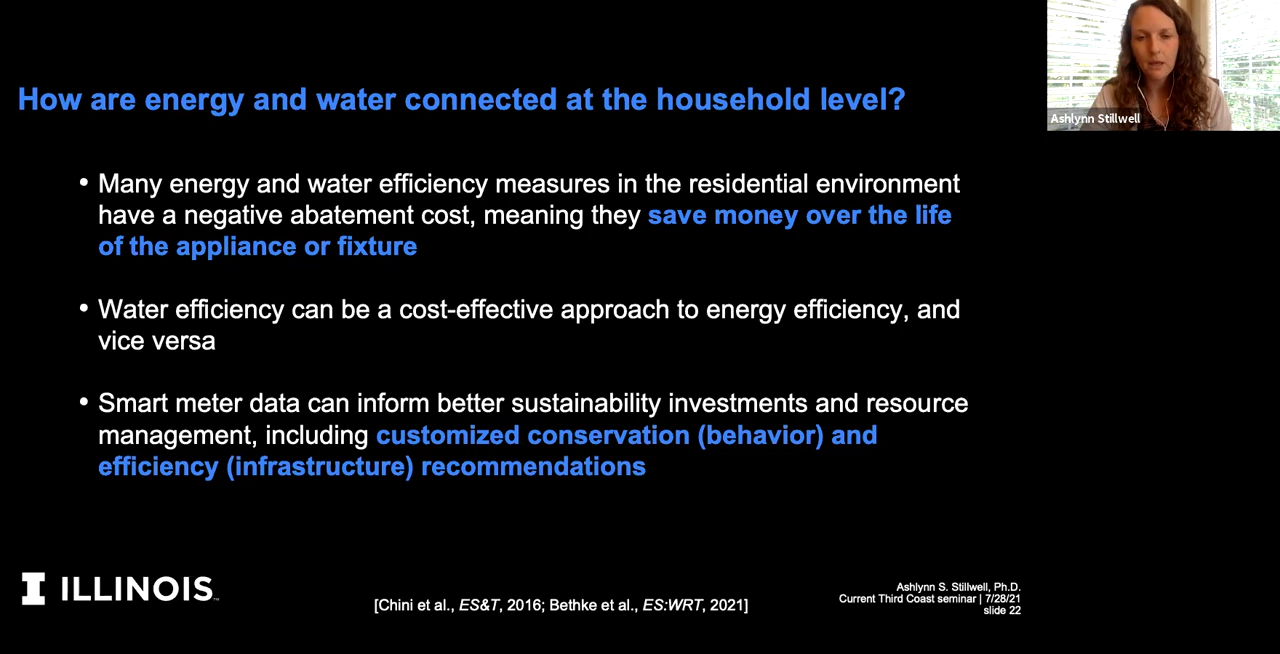 How are energy and water connected at the household level?
Ashlynn Stillwell
• Many energy and water efficiency measures in the residential environment
have a negative abatement cost, meaning they save money over the life
of the appliance or fixture
• Water efficiency can be a cost-effective approach to energy efficiency, and
vice versa
• Smart meter data can inform better sustainability investments and resource
management, including customized conservation (behavior) and
efficiency (infrastructure) recommendations
I ILLINOIS™
[Chini et al., ES&T, 2016; Bethke et al., ES:WRT, 2021]
Ashlynn S. Stillwell, Ph.D.
Current Third Coast seminar | 7/28/21
slide 22